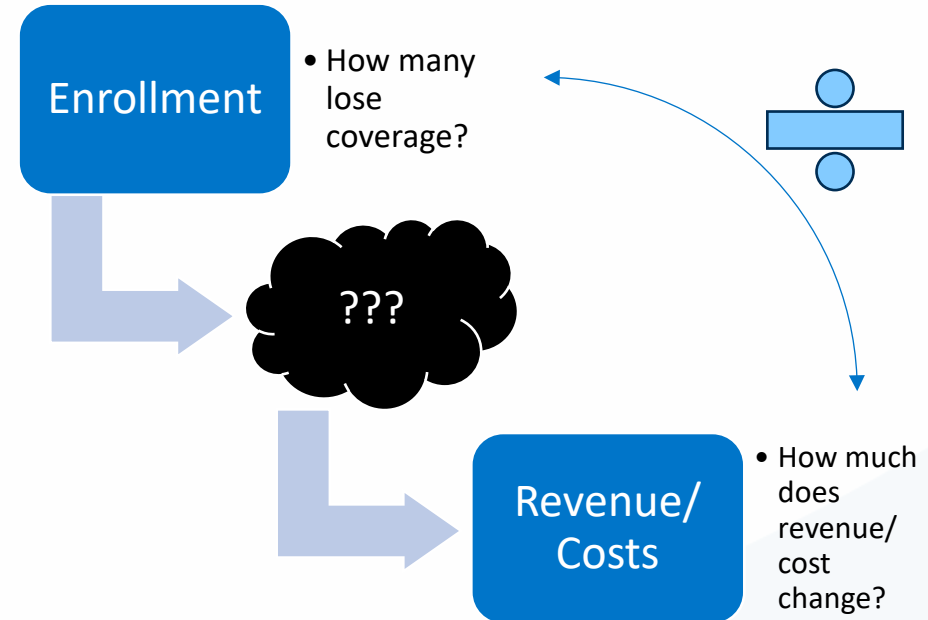 Enrollment
• How many
lose
coverage?
???
Revenue/
Costs
• How much
does
revenue/
cost
change?